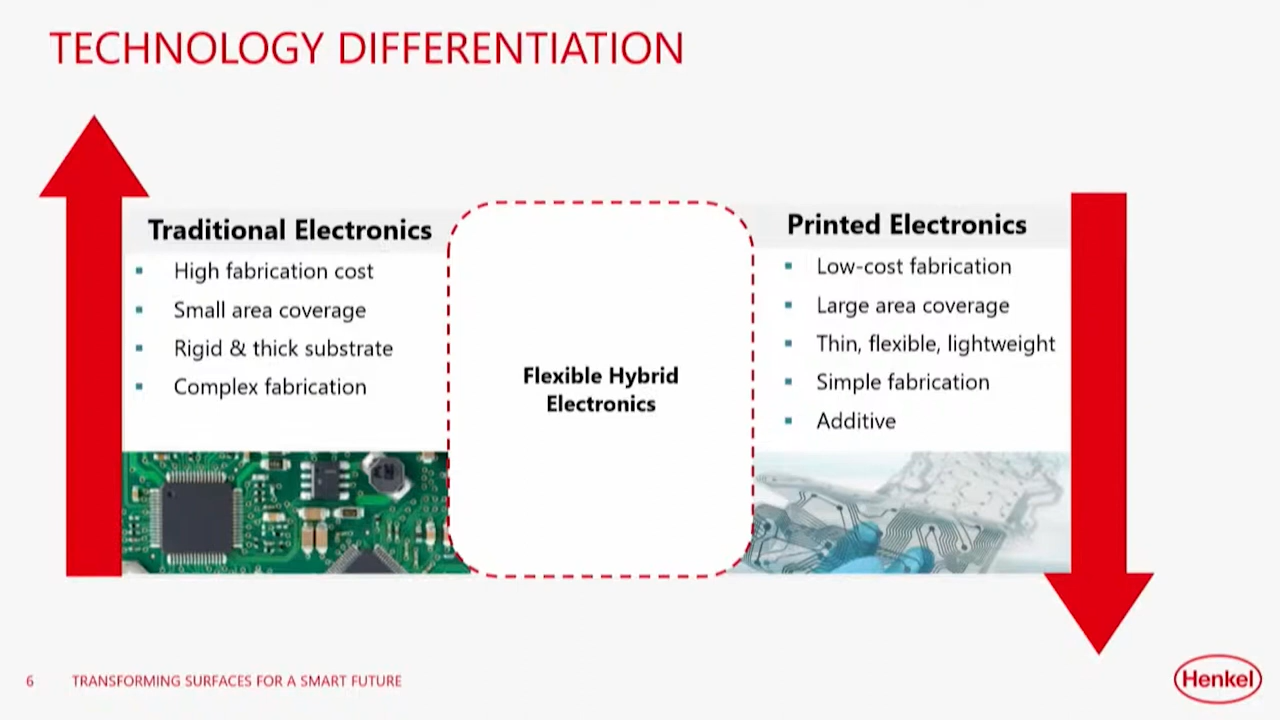 TECHNOLOGY DIFFERENTIATION
Traditional Electronics
High fabrication cost
Small area coverage
Rigid & thick substrate
Complex fabrication
Flexible Hybrid
Electronics
Printed Electronics
Low-cost fabrication
Large area coverage
Thin, flexible, lightweight
Simple fabrication
Additive
6 TRANSFORMING SURFACES FOR A SMART FUTURE
Henkel